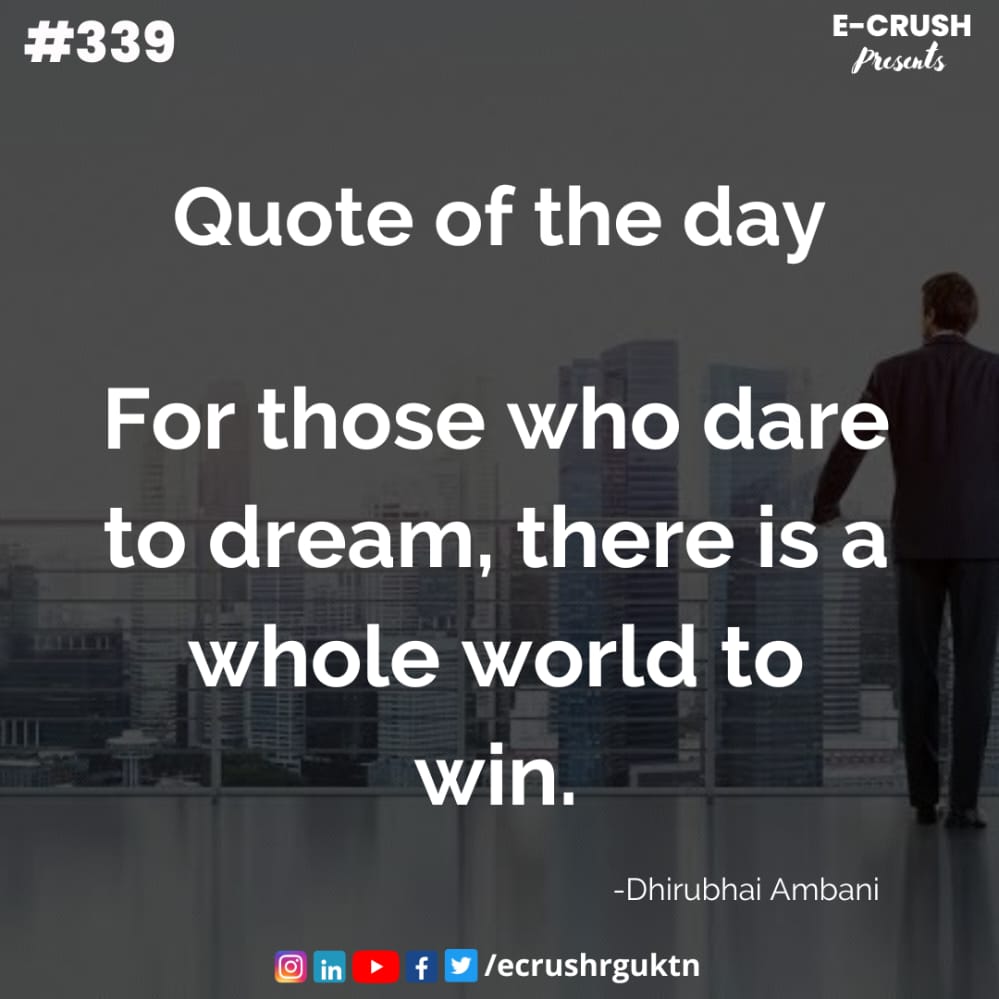 #339
E-CRUSH
Presents
Quote of the day
For those who dare
to dream, there is a
whole world to
win.
-Dhirubhai Ambani
/ecrushrguktn